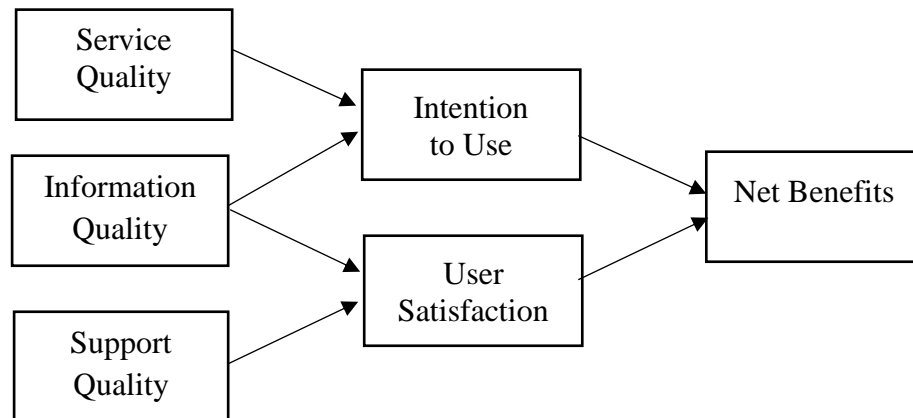 Service
Quality
Intention
to Use
Information
Quality
Net Benefits
User
Satisfaction
Support
Quality